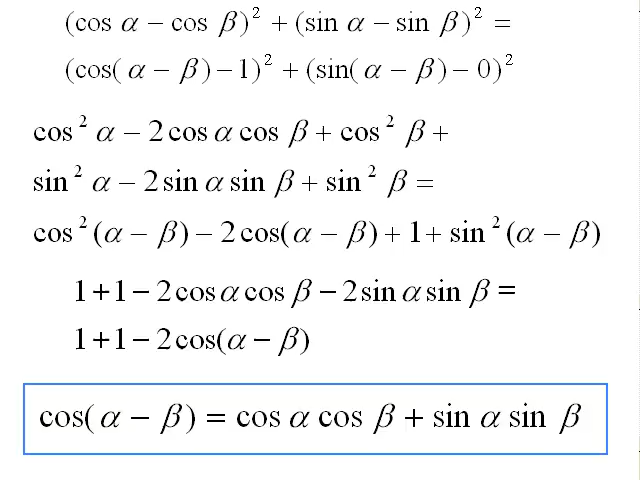 (cos α − cos β)² + (sin α − sin β)² =
(cos( α − β) − 1)² + (sin(α − β) − 0)²
cos² α − 2 cos α cos β + cos² β +
sin² α − 2 sin α sin β + sin² β =
cos² (α − β) − 2 cos(α − β) + 1 + sin² (α − β)
1 + 1 − 2 cos α cos β − 2 sin α sin β =
1 + 1 − 2 cos(α − β)
cos( α − β ) = cos α cos β + sin α sin β